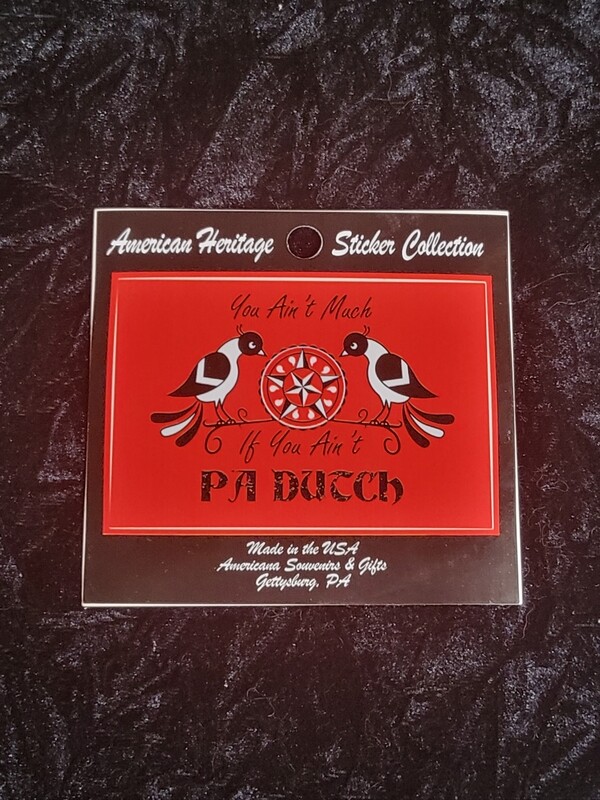 American Heritage Sticker Collection
You Ain't Much
If You Ain't
PA DUTCH
Made in the USA
Americana Souvenirs & Gifts
Gettysburg, PA